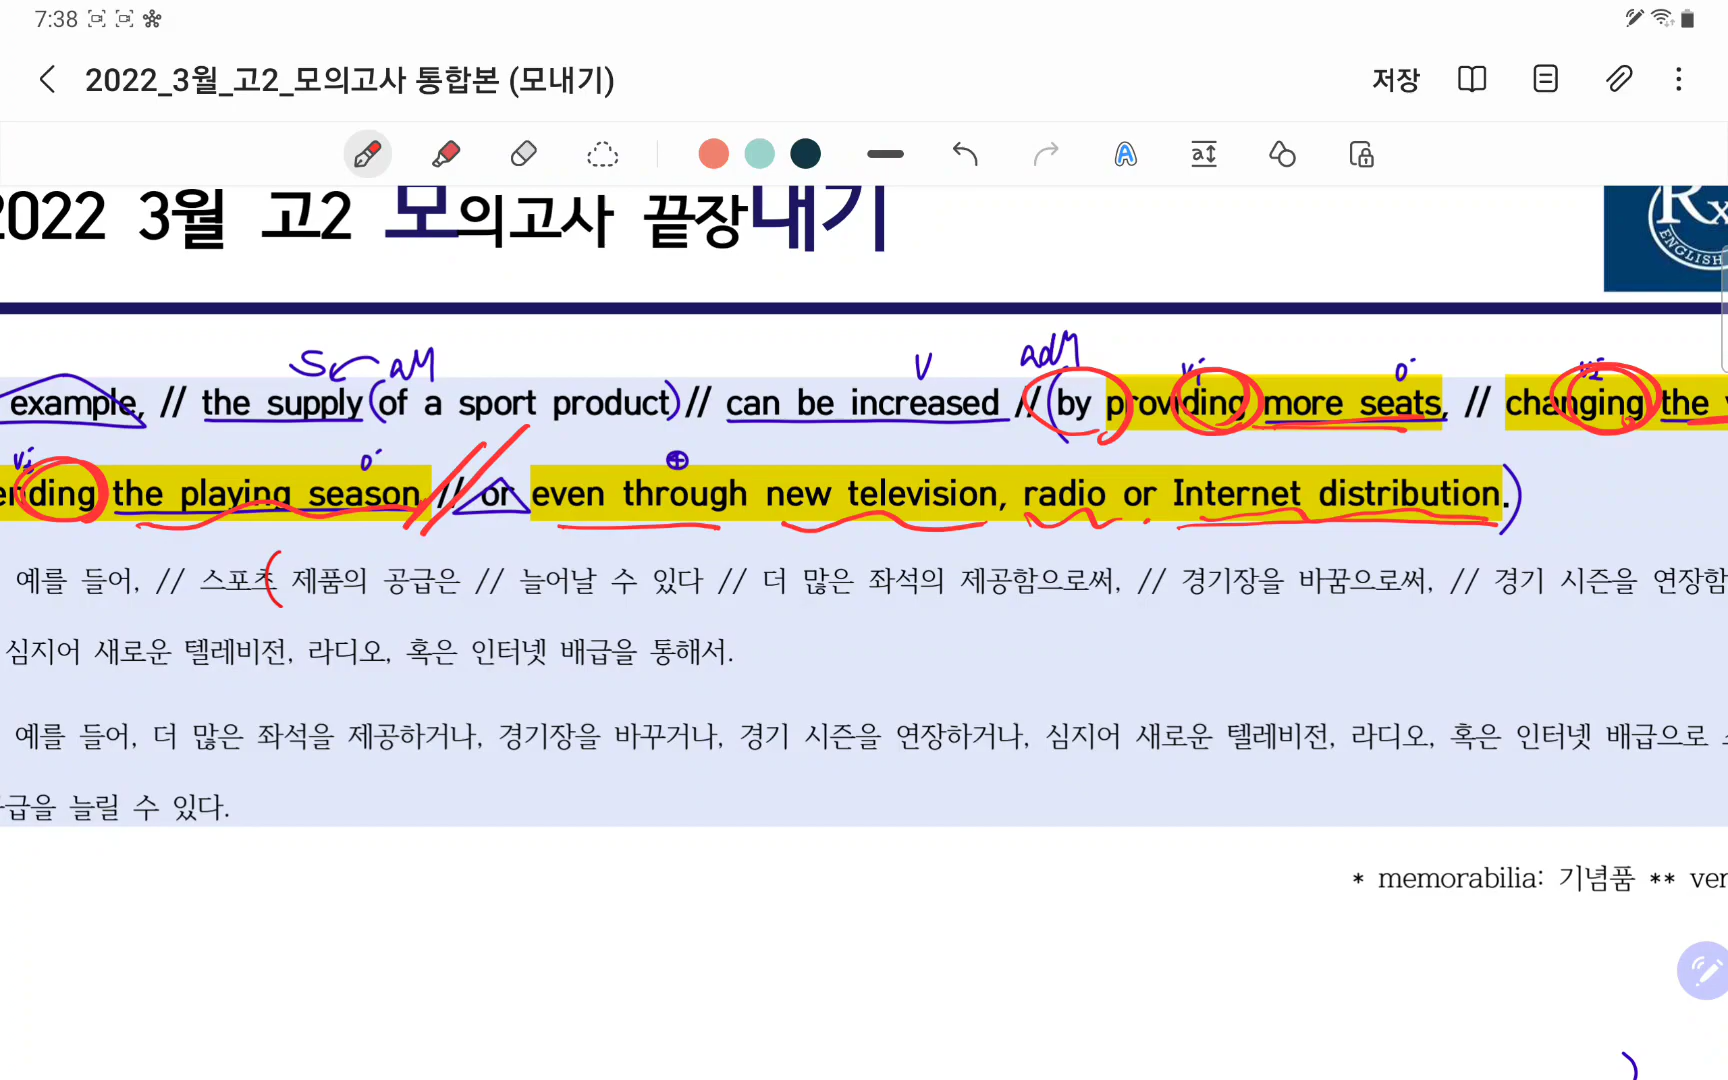 7:38
2022_3월_고2_모의고사 통합본 (모내기)
저장
2022 3월 고2 모의고사 끝장내기
Rx
ENGLISH
S aM V adM vi o vi
example, // the supply (of a sport product) // can be increased // (by providing more seats, // changing the
vi o
ending the playing season, // or even through new television, radio or Internet distribution.)
예를 들어, // 스포츠 제품의 공급은 // 늘어날 수 있다 // 더 많은 좌석의 제공함으로써, // 경기장을 바꿈으로써, // 경기 시즌을 연장함
심지어 새로운 텔레비전, 라디오, 혹은 인터넷 배급을 통해서.
예를 들어, 더 많은 좌석을 제공하거나, 경기장을 바꾸거나, 경기 시즌을 연장하거나, 심지어 새로운 텔레비전, 라디오, 혹은 인터넷 배급으로
급을 늘릴 수 있다.
* memorabilia: 기념품 ** ver